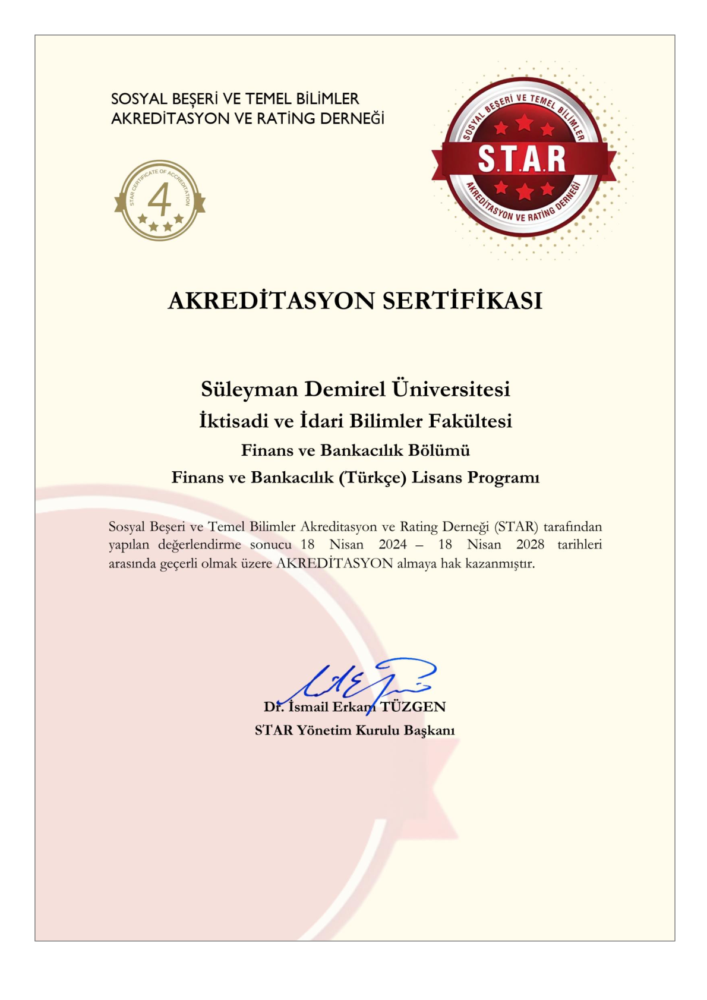 SOSYAL BEŞERİ VE TEMEL BİLİMLER
AKREDİTASYON VE RATİNG DERNEĞİ
SOSYAL BEŞERİ VE TEMEL BİLİMLER
S.T.A.R
AKREDİTASYON VE RATİNG DERNEĞİ
STAR CERTIFICATE OF ACCREDITATION
4
AKREDİTASYON SERTİFİKASI
Süleyman Demirel Üniversitesi
İktisadi ve İdari Bilimler Fakültesi
Finans ve Bankacılık Bölümü
Finans ve Bankacılık (Türkçe) Lisans Programı
Sosyal Beşeri ve Temel Bilimler Akreditasyon ve Rating Derneği (STAR) tarafından
yapılan değerlendirme sonucu 18 Nisan 2024 – 18 Nisan 2028 tarihleri
arasında geçerli olmak üzere AKREDİTASYON almaya hak kazanmıştır.
Dr. İsmail Erkam TÜZGEN
STAR Yönetim Kurulu Başkanı